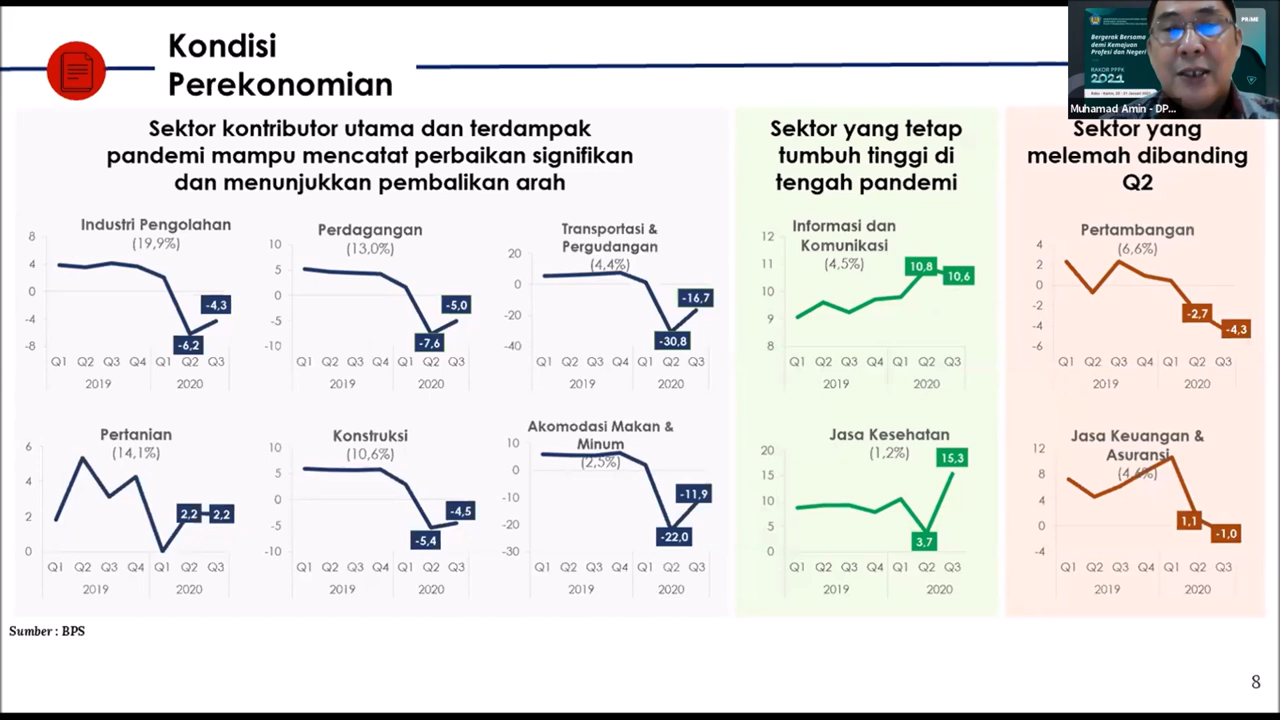 Kondisi
Perekonomian
PRIME
Bergerak Bersama
demi Kemajuan
Profesi dan Negeri
RAKOR PPPK
2021
Muhamad Amin - DP...
Sektor kontributor utama dan terdampak
pandemi mampu mencatat perbaikan signifikan
dan menunjukkan pembalikan arah
Industri Pengolahan
(19,9%)
8
4
0
-4
-8
-6,2
-4,3
Q1 Q2 Q3 Q4 Q1 Q2 Q3
2019 2020
Perdagangan
(13,0%)
10
5
0
-5
-10
-7,6
-5,0
Q1 Q2 Q3 Q4 Q1 Q2 Q3
2019 2020
Transportasi &
Pergudangan
(4,4%)
20
0
-20
-40
-30,8
-16,7
Q1 Q2 Q3 Q4 Q1 Q2 Q3
2019 2020
Pertanian
(14,1%)
6
4
2
0
2,2 2,2
Q1 Q2 Q3 Q4 Q1 Q2 Q3
2019 2020
Konstruksi
(10,6%)
10
5
0
-5
-10
-5,4
-4,5
Q1 Q2 Q3 Q4 Q1 Q2 Q3
2019 2020
Akomodasi Makan &
Minum
(2,5%)
10
0
-10
-20
-30
-22,0
-11,9
Q1 Q2 Q3 Q4 Q1 Q2 Q3
2019 2020
Sektor yang tetap
tumbuh tinggi di
tengah pandemi
Informasi dan
Komunikasi
(4,5%)
12
11
10
9
8
10,8
10,6
Q1 Q2 Q3 Q4 Q1 Q2 Q3
2019 2020
Jasa Kesehatan
(1,2%)
20
15
10
5
0
3,7
15,3
Q1 Q2 Q3 Q4 Q1 Q2 Q3
2019 2020
Sektor yang
melemah dibanding
Q2
Pertambangan
(6,6%)
4
2
0
-2
-4
-6
-2,7
-4,3
Q1 Q2 Q3 Q4 Q1 Q2 Q3
2019 2020
Jasa Keuangan &
Asuransi
(4,6%)
12
8
4
0
-4
1,1
-1,0
Q1 Q2 Q3 Q4 Q1 Q2 Q3
2019 2020
Sumber : BPS
8